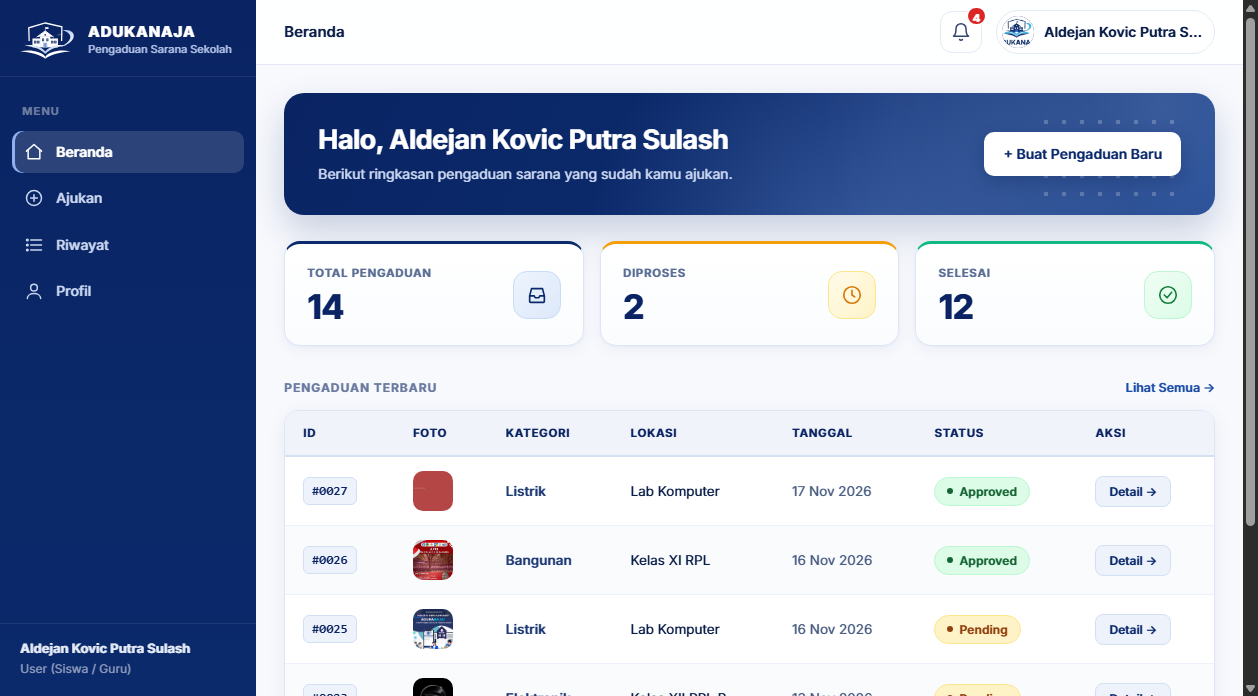 ADUKANAJA
Pengaduan Sarana Sekolah
MENU
Beranda
Ajukan
Riwayat
Profil
Aldejan Kovic Putra Sulash
User (Siswa / Guru)
Beranda
4
Aldejan Kovic Putra S...
Halo, Aldejan Kovic Putra Sulash
Berikut ringkasan pengaduan sarana yang sudah kamu ajukan.
+ Buat Pengaduan Baru
TOTAL PENGADUAN
14
DIPROSES
2
SELESAI
12
PENGADUAN TERBARU
Lihat Semua →
ID FOTO KATEGORI LOKASI TANGGAL STATUS AKSI
#0027 Listrik Lab Komputer 17 Nov 2026 Approved Detail →
#0026 Bangunan Kelas XI RPL 16 Nov 2026 Approved Detail →
#0025 Listrik Lab Komputer 16 Nov 2026 Pending Detail →